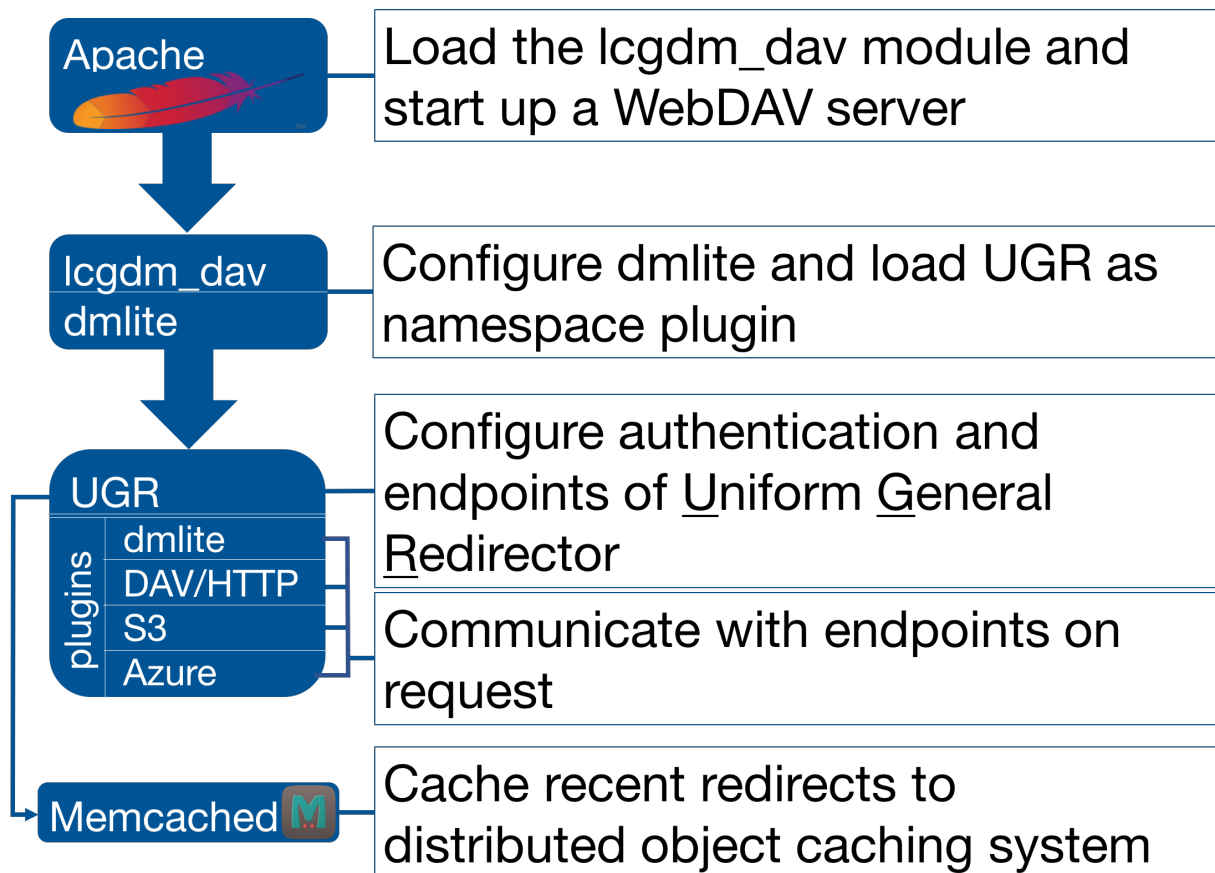 Apache
TM
Load the lcgdm_dav module and
start up a WebDAV server
lcgdm_dav
dmlite
Configure dmlite and load UGR as
namespace plugin
UGR
plugins
dmlite
DAV/HTTP
S3
Azure
Configure authentication and
endpoints of Uniform General
Redirector
Communicate with endpoints on
request
Memcached
Cache recent redirects to
distributed object caching system